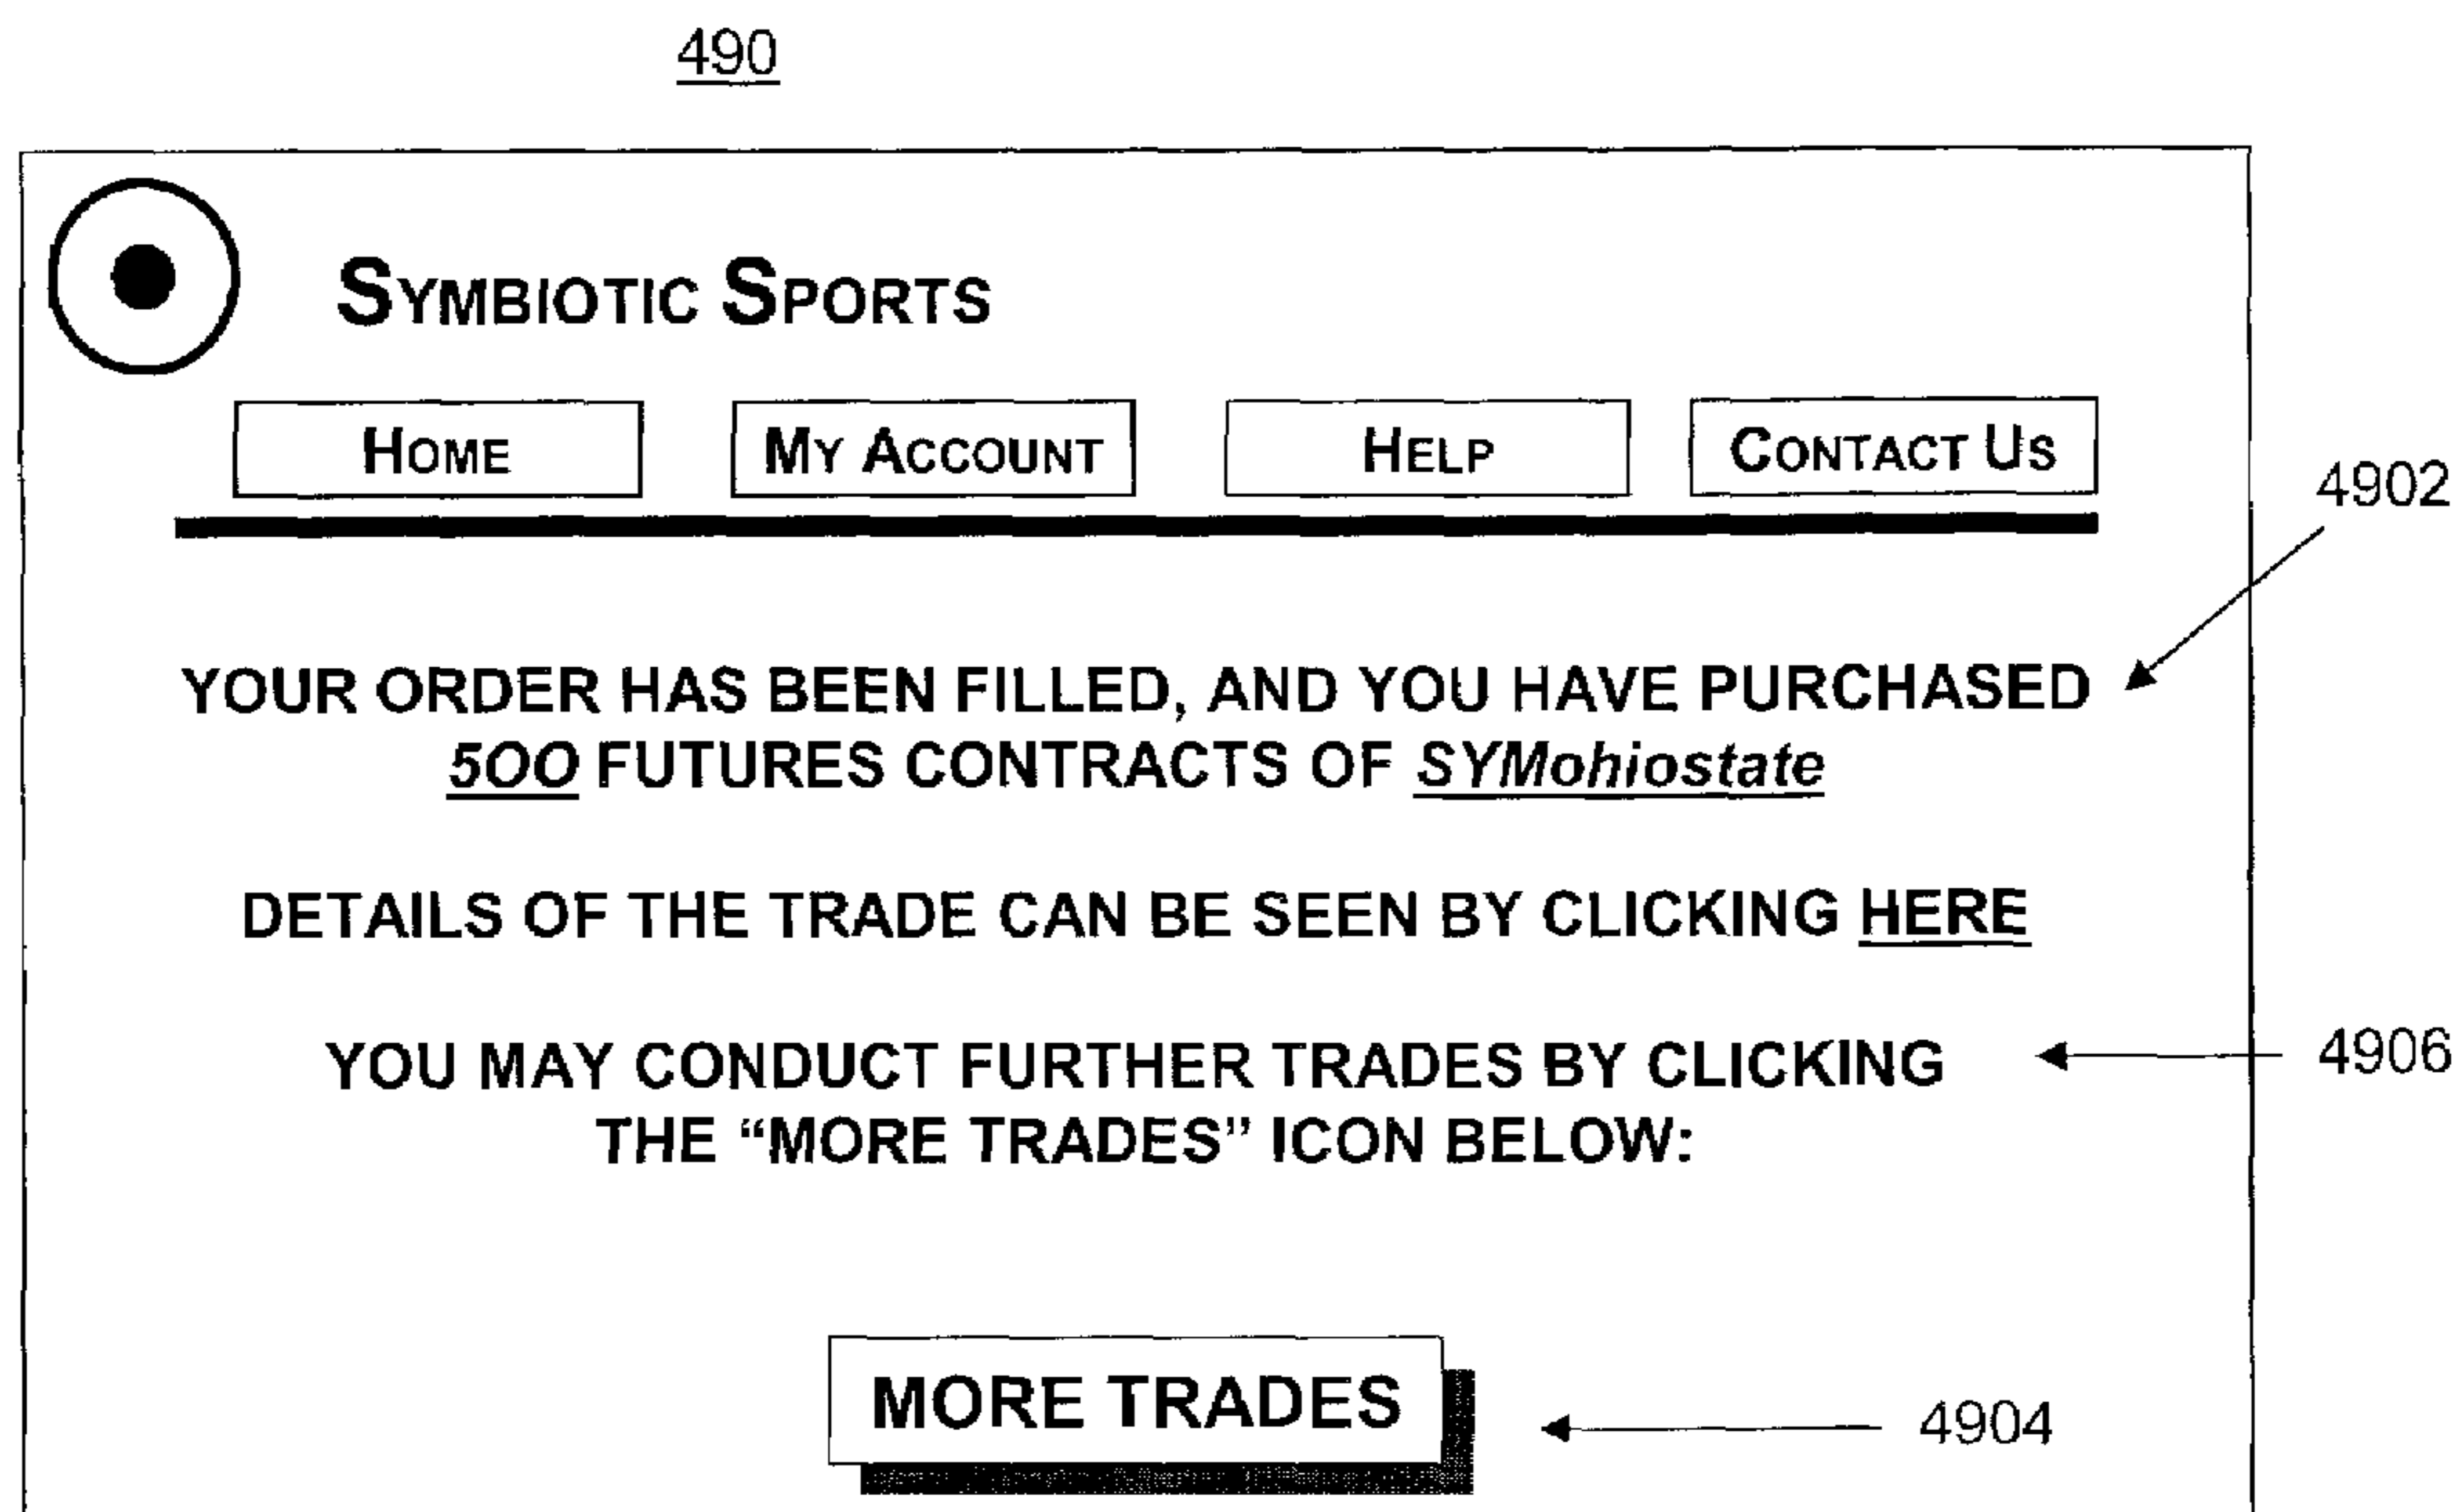 490
SYMBIOTIC SPORTS
HOME MY ACCOUNT HELP CONTACT US
4902
YOUR ORDER HAS BEEN FILLED, AND YOU HAVE PURCHASED
500 FUTURES CONTRACTS OF SYMohiostate
DETAILS OF THE TRADE CAN BE SEEN BY CLICKING HERE
YOU MAY CONDUCT FURTHER TRADES BY CLICKING
4906
THE “MORE TRADES” ICON BELOW:
MORE TRADES
4904